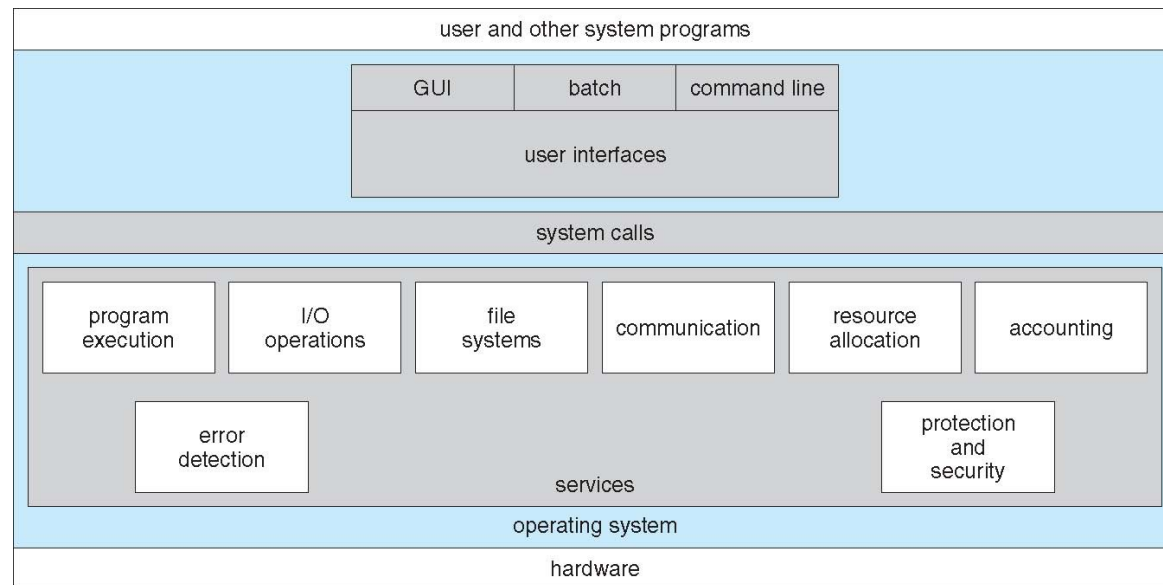 user and other system programs
GUI
batch
command line
user interfaces
system calls
program
execution
I/O
operations
file
systems
communication
resource
allocation
accounting
error
detection
protection
and
security
services
operating system
hardware